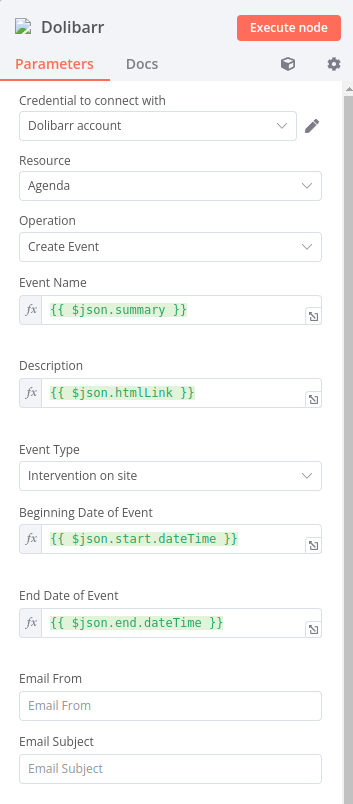 Dolibarr
Execute node
Parameters
Docs
Credential to connect with
Dolibarr account
Resource
Agenda
Operation
Create Event
Event Name
fx {{ $json.summary }}
Description
fx {{ $json.htmlLink }}
Event Type
Intervention on site
Beginning Date of Event
fx {{ $json.start.dateTime }}
End Date of Event
fx {{ $json.end.dateTime }}
Email From
Email From
Email Subject
Email Subject